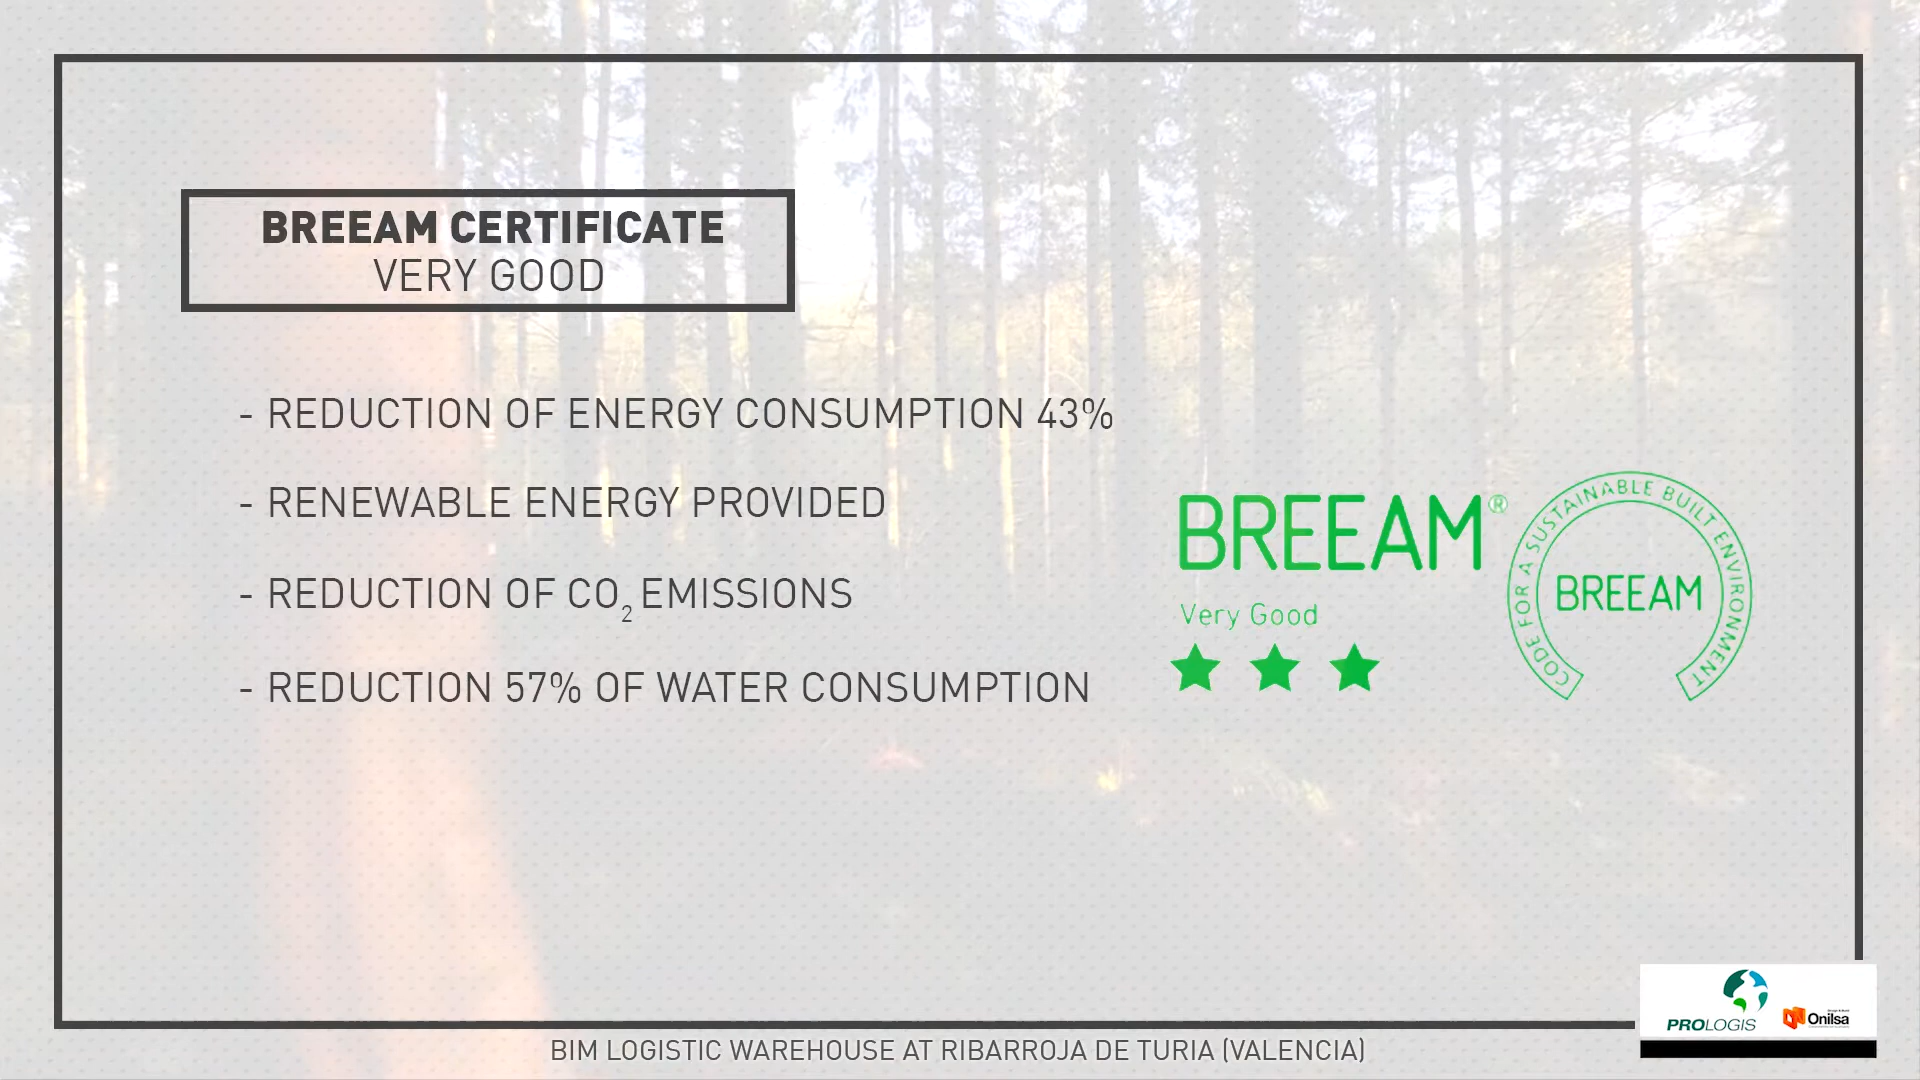 BREEAM CERTIFICATE
VERY GOOD
- REDUCTION OF ENERGY CONSUMPTION 43%
- RENEWABLE ENERGY PROVIDED
- REDUCTION OF CO₂ EMISSIONS
- REDUCTION 57% OF WATER CONSUMPTION
BREEAM®
Very Good
CODE FOR A SUSTAINABLE BUILT ENVIRONMENT
BREEAM
PROLOGIS
Onilsa
BIM LOGISTIC WAREHOUSE AT RIBARROJA DE TURIA (VALENCIA)